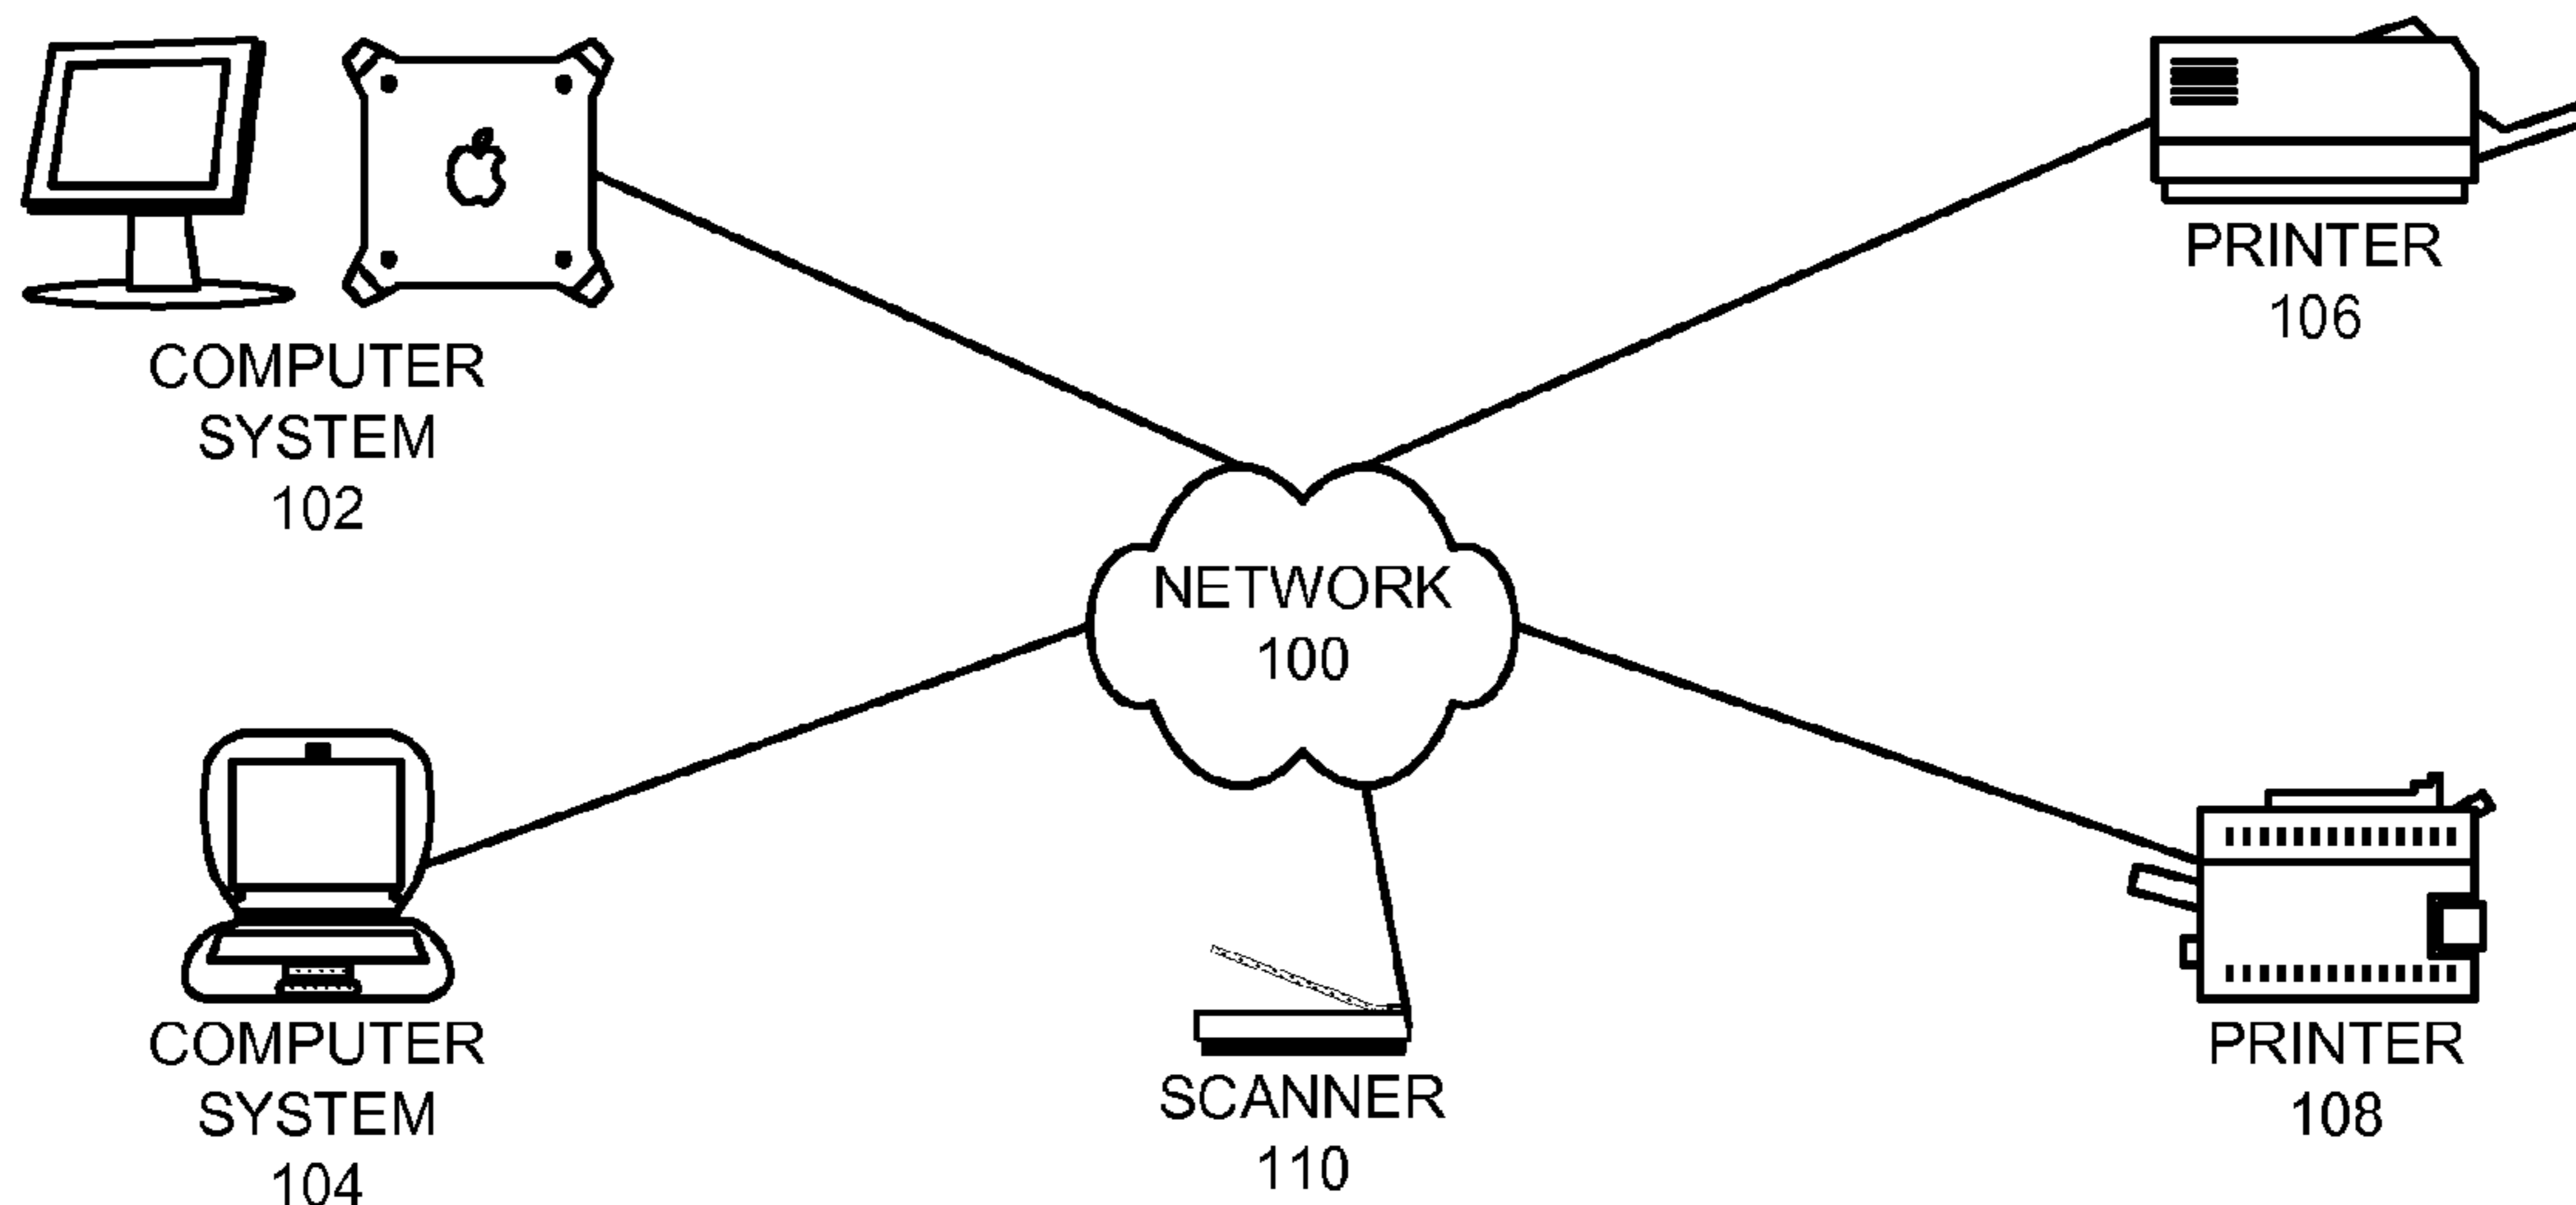 COMPUTER
SYSTEM
102
PRINTER
106
NETWORK
100
COMPUTER
SYSTEM
104
SCANNER
110
PRINTER
108